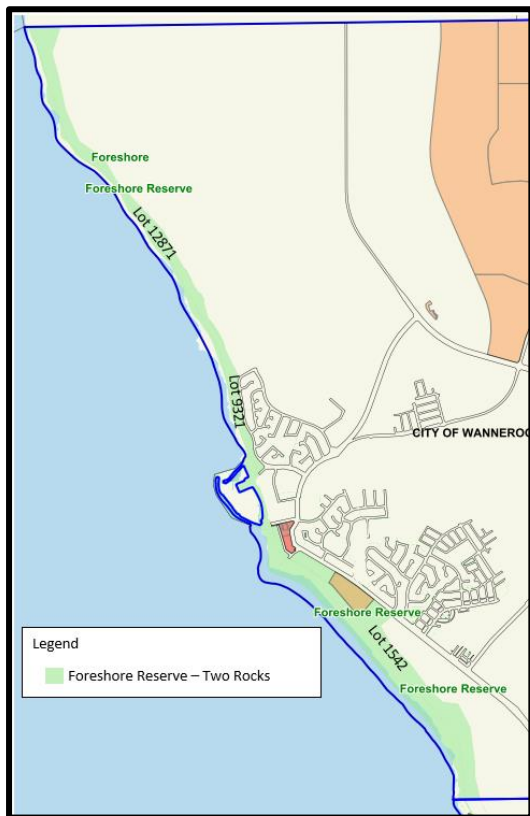 Foreshore
Foreshore Reserve
Lot 12871
Lot 9321
CITY OF WANNEROO
Foreshore Reserve
Lot 1542
Foreshore Reserve
Legend
Foreshore Reserve – Two Rocks